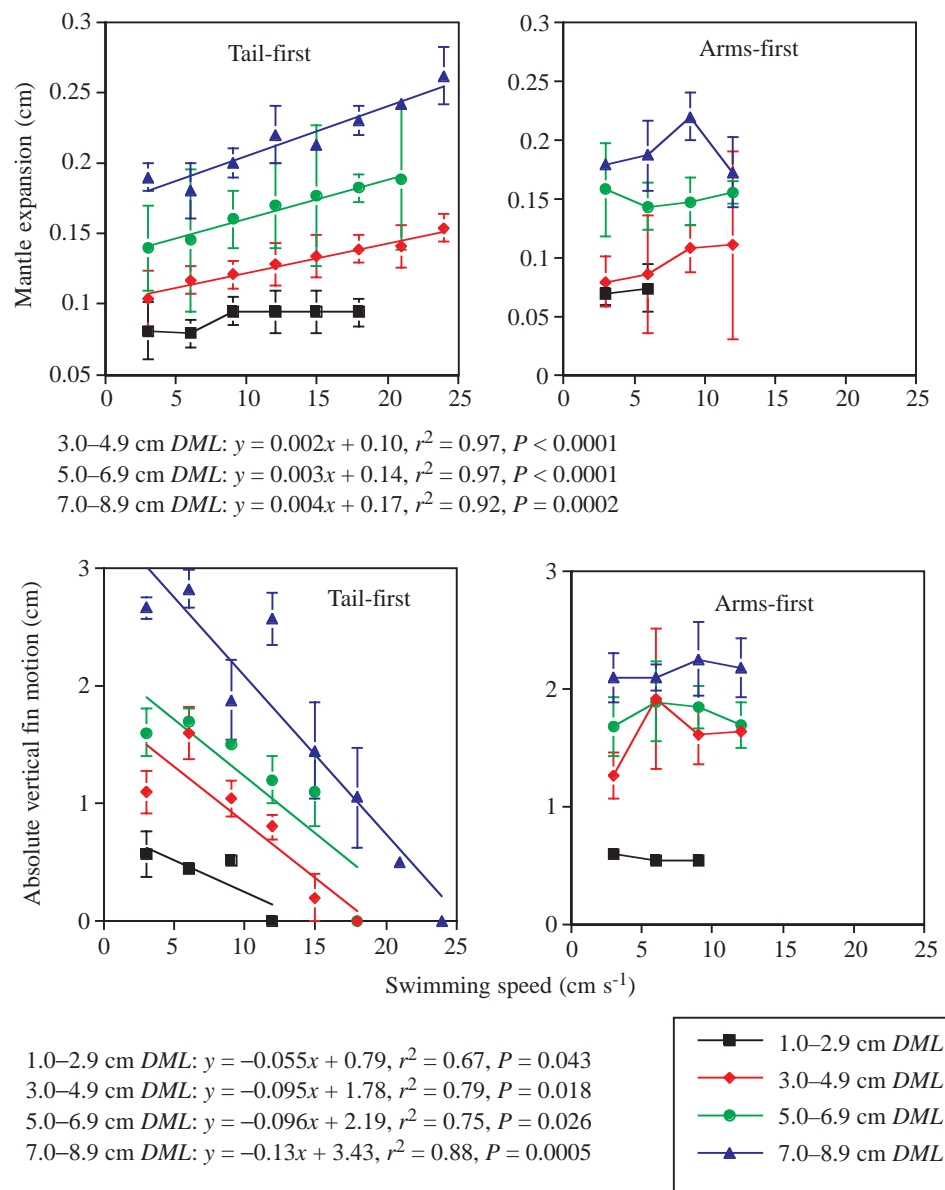 Mantle expansion (cm)
Tail-first
0.3
0.25
0.2
0.15
0.1
0.05
0 5 10 15 20 25
Arms-first
0.3
0.25
0.2
0.15
0.1
0.05
0
0 5 10 15 20 25
3.0–4.9 cm DML: y = 0.002x + 0.10, r² = 0.97, P < 0.0001
5.0–6.9 cm DML: y = 0.003x + 0.14, r² = 0.97, P < 0.0001
7.0–8.9 cm DML: y = 0.004x + 0.17, r² = 0.92, P = 0.0002
Absolute vertical fin motion (cm)
Tail-first
3
2
1
0
0 5 10 15 20 25
Arms-first
3
2
1
0
0 5 10 15 20 25
Swimming speed (cm s⁻¹)
1.0–2.9 cm DML: y = –0.055x + 0.79, r² = 0.67, P = 0.043
3.0–4.9 cm DML: y = –0.095x + 1.78, r² = 0.79, P = 0.018
5.0–6.9 cm DML: y = –0.096x + 2.19, r² = 0.75, P = 0.026
7.0–8.9 cm DML: y = –0.13x + 3.43, r² = 0.88, P = 0.0005
1.0–2.9 cm DML
3.0–4.9 cm DML
5.0–6.9 cm DML
7.0–8.9 cm DML